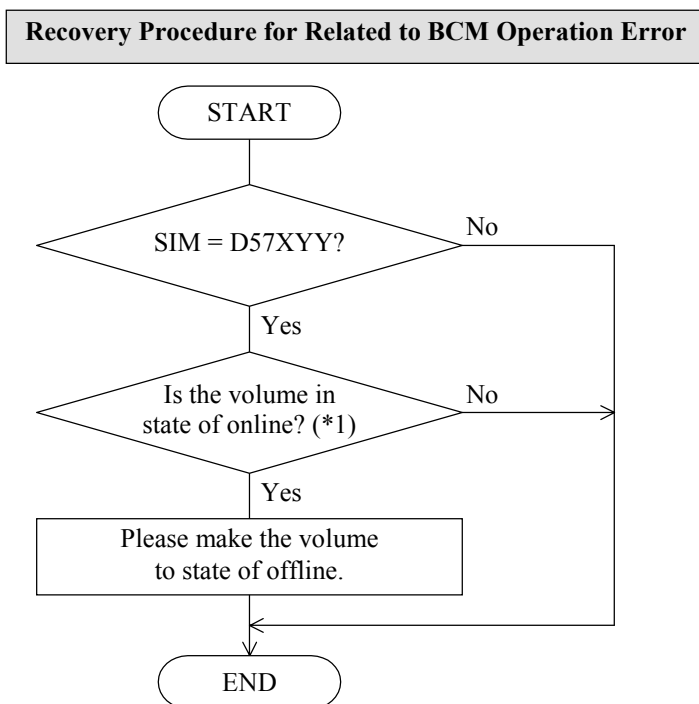 Recovery Procedure for Related to BCM Operation Error
START
SIM = D57XYY?
No
Yes
Is the volume in
state of online? (*1)
No
Yes
Please make the volume
to state of offline.
END